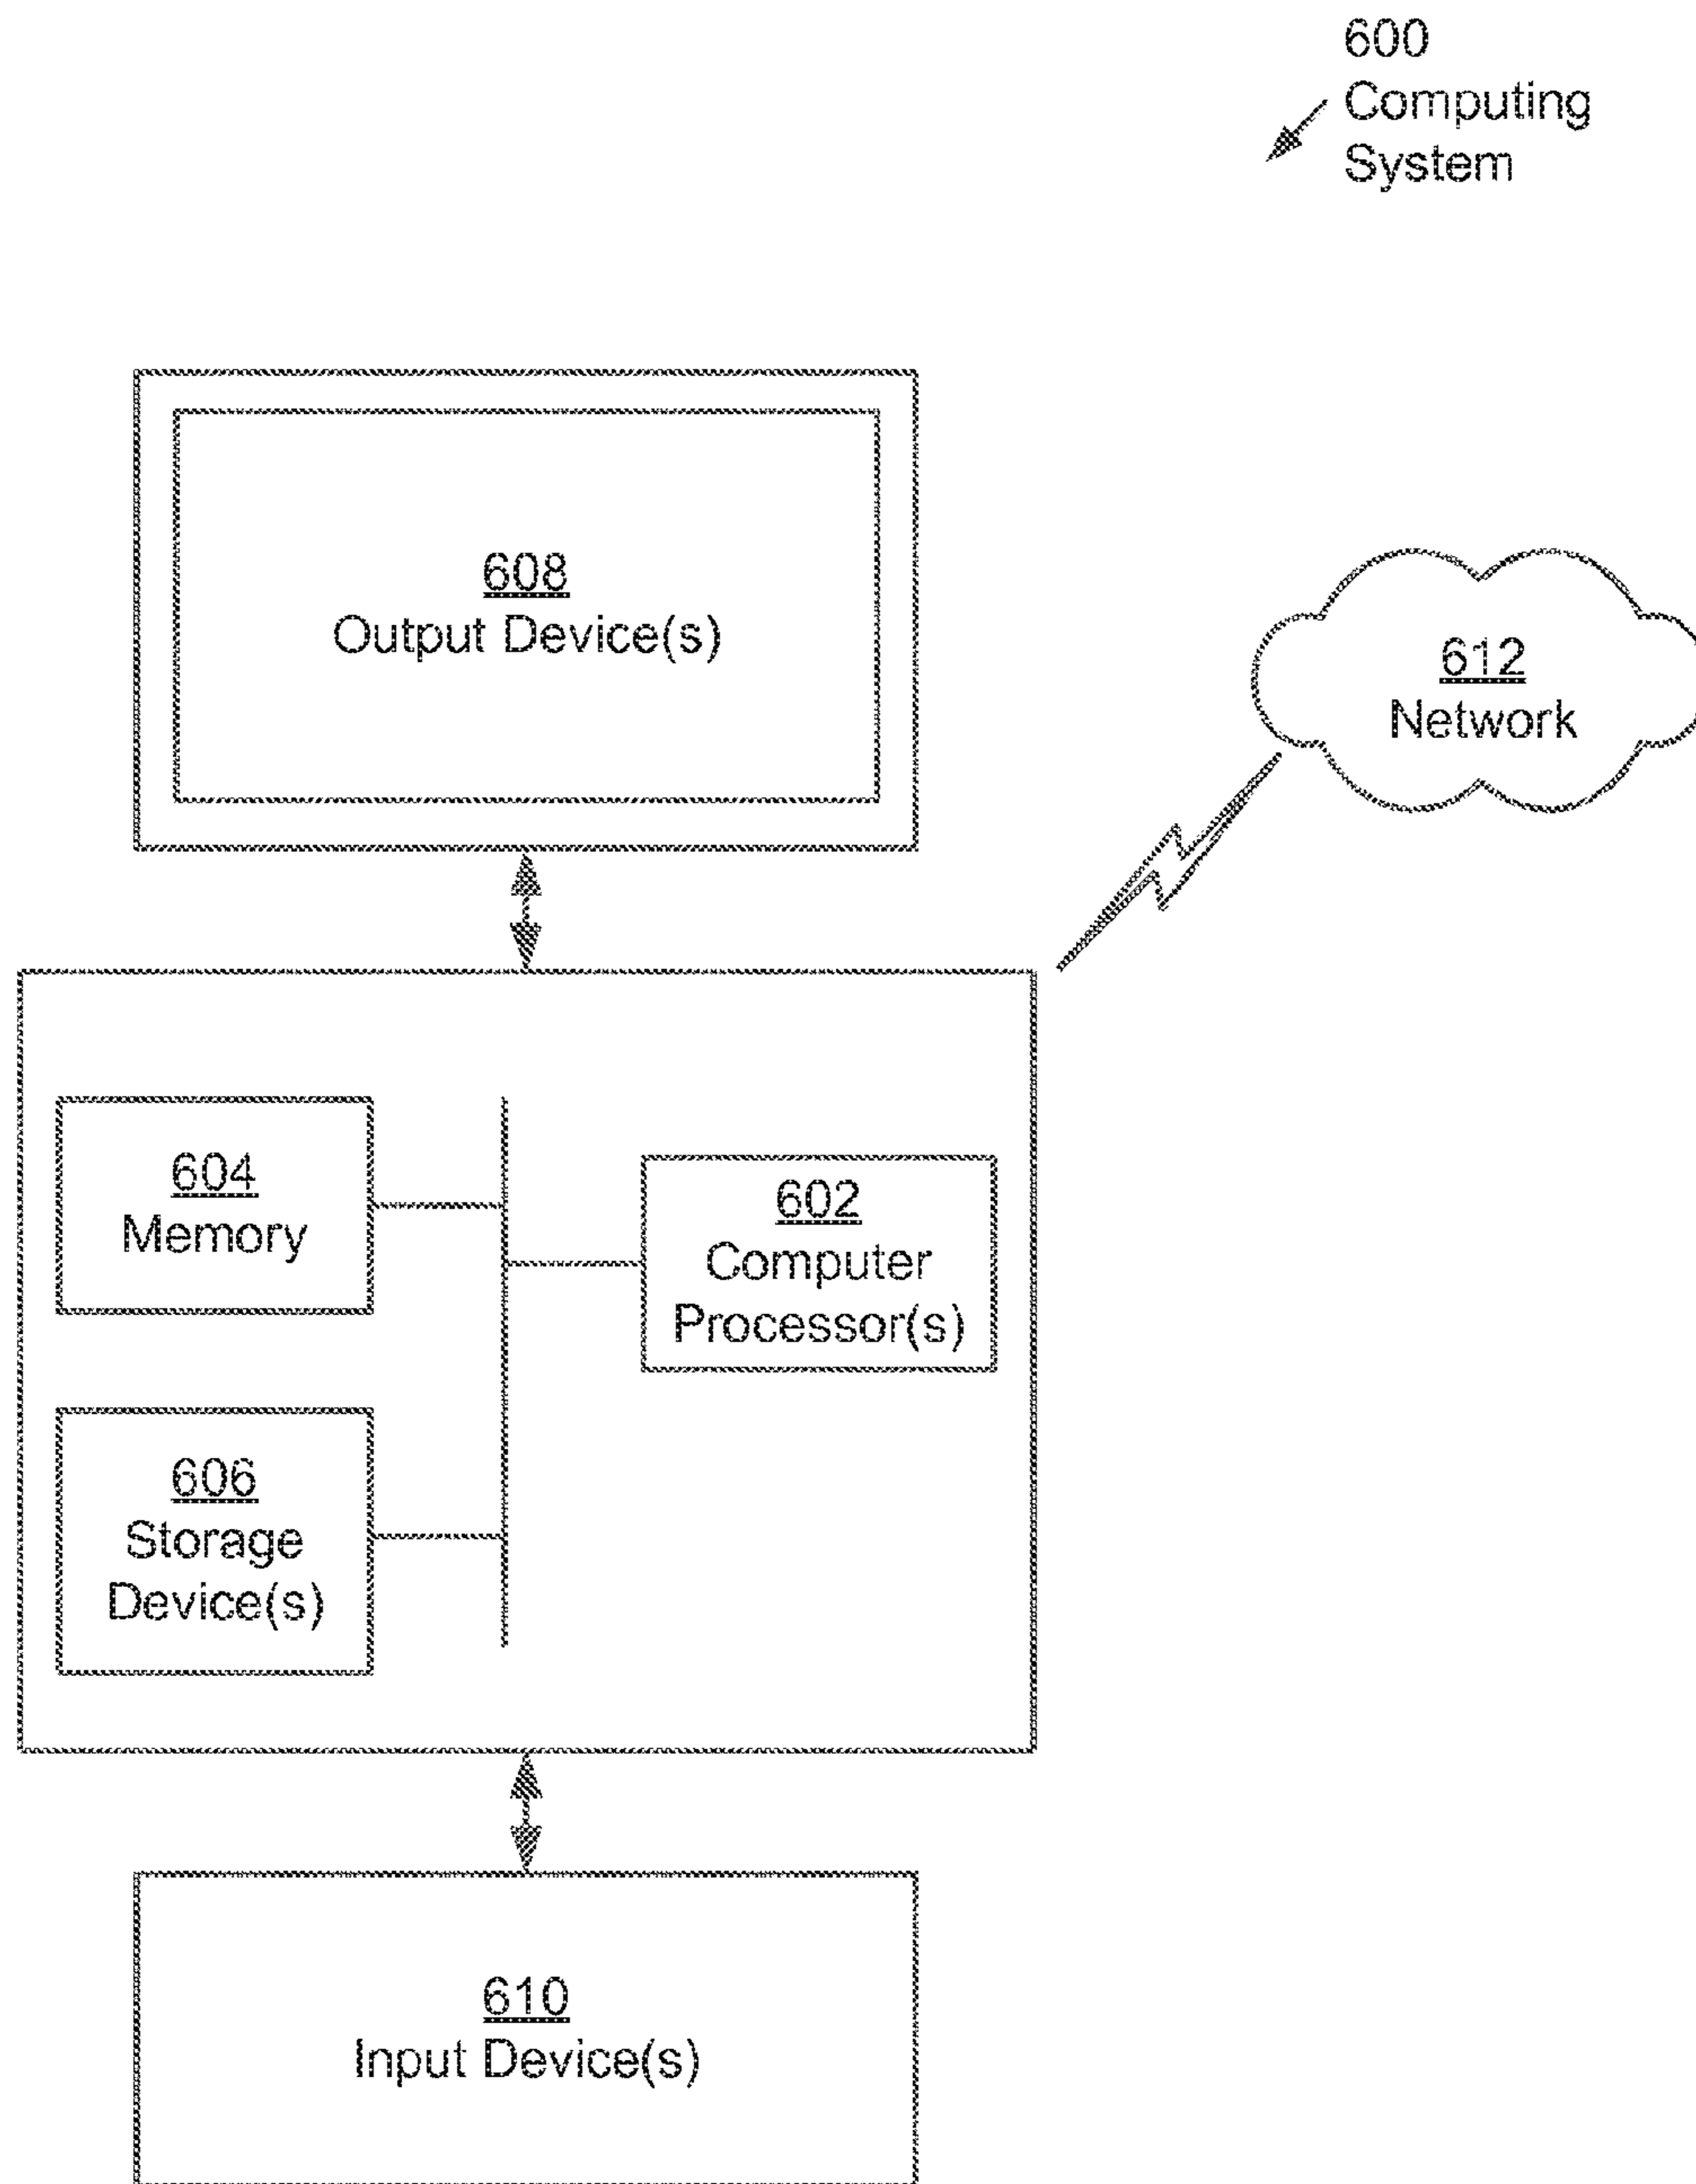 600
Computing
System
608
Output Device(s)
612
Network
604
Memory
602
Computer
Processor(s)
606
Storage
Device(s)
610
Input Device(s)